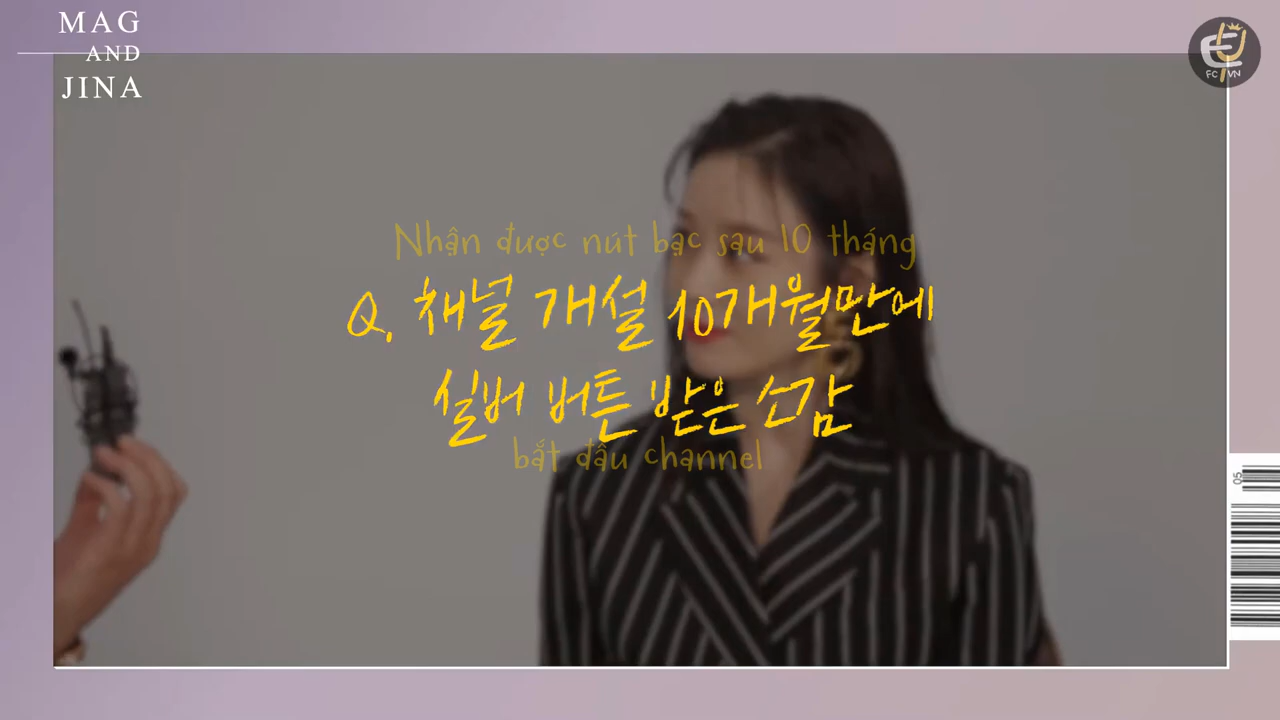 MAG
AND
JINA
EJ
FC VN
Nhận được nút bạc sau 10 tháng
Q. 채널 개설 10개월만에
실버 버튼 받은 소감
bắt đầu channel
05